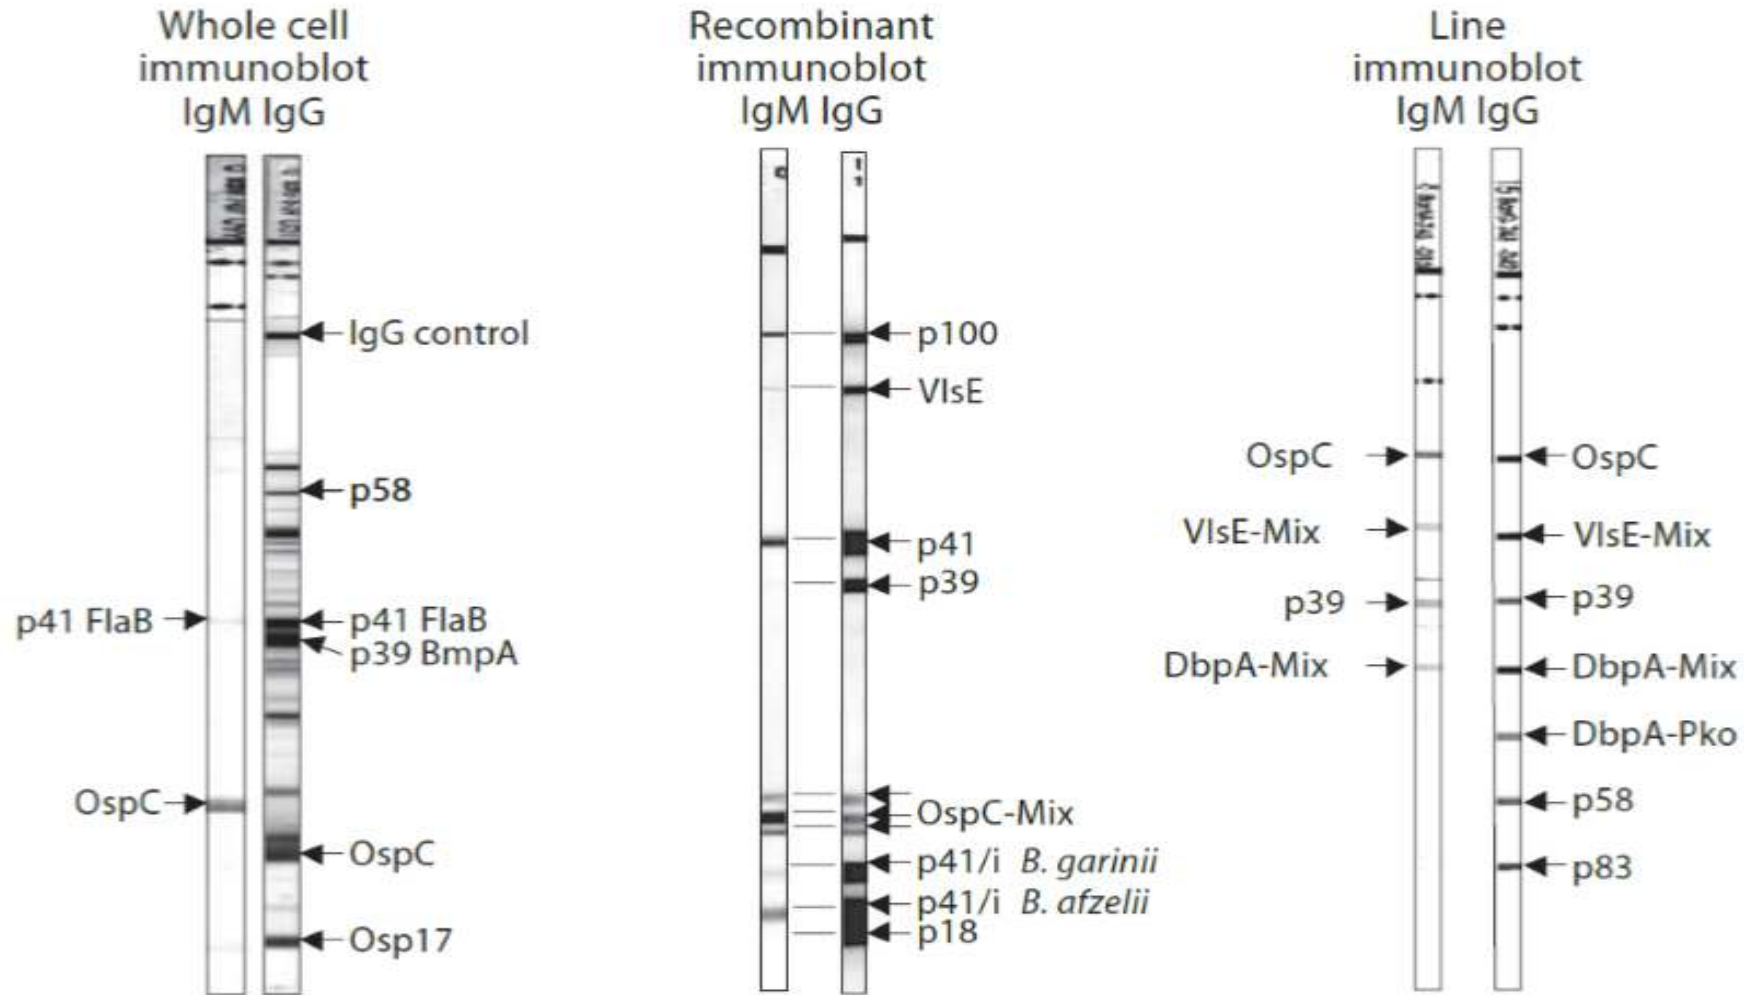 Whole cell
immunoblot
IgM IgG
IgG control
p58
p41 FlaB
p41 FlaB
p39 BmpA
OspC
OspC
Osp17
Recombinant
immunoblot
IgM IgG
p100
VlsE
p41
p39
OspC-Mix
p41/i B. garinii
p41/i B. afzelii
p18
Line
immunoblot
IgM IgG
OspC
OspC
VlsE-Mix
VlsE-Mix
p39
p39
DbpA-Mix
DbpA-Mix
DbpA-Pko
p58
p83